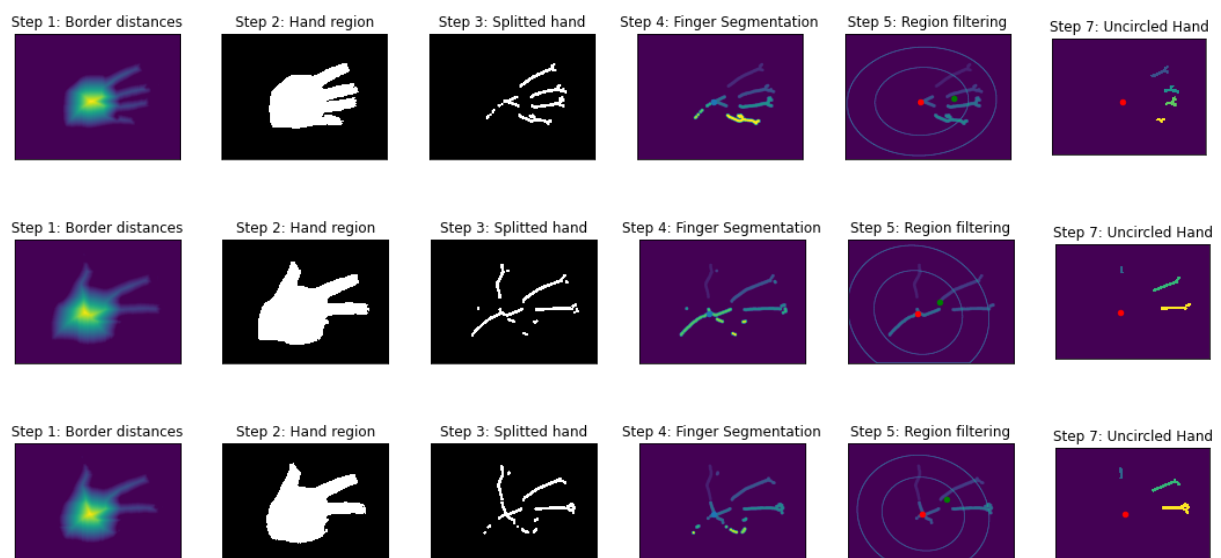 Step 1: Border distances
Step 2: Hand region
Step 3: Splitted hand
Step 4: Finger Segmentation
Step 5: Region filtering
Step 7: Uncircled Hand
Step 1: Border distances
Step 2: Hand region
Step 3: Splitted hand
Step 4: Finger Segmentation
Step 5: Region filtering
Step 7: Uncircled Hand
Step 1: Border distances
Step 2: Hand region
Step 3: Splitted hand
Step 4: Finger Segmentation
Step 5: Region filtering
Step 7: Uncircled Hand